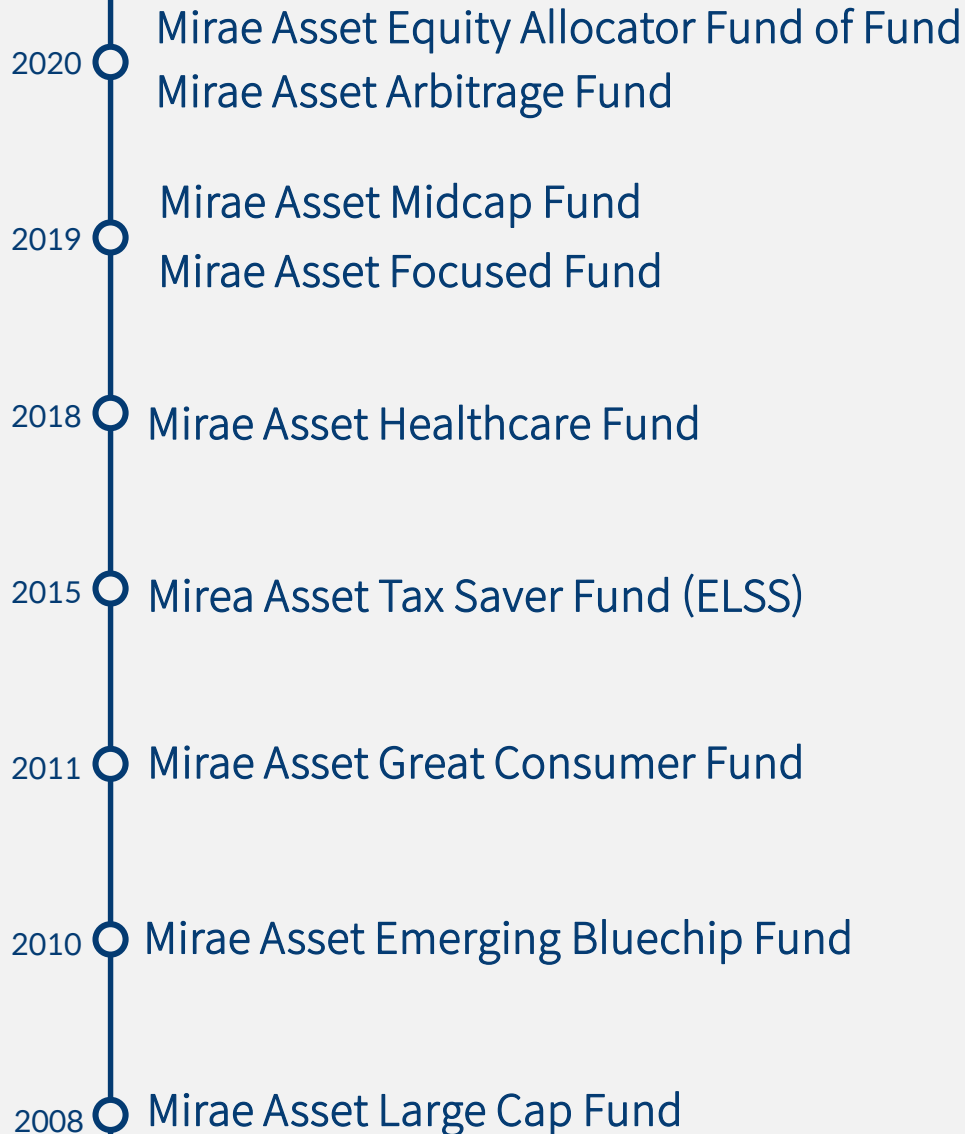 Mirae Asset Equity Allocator Fund of Fund
2020
Mirae Asset Arbitrage Fund
Mirae Asset Midcap Fund
2019
Mirae Asset Focused Fund
2018 Mirae Asset Healthcare Fund
2015 Mirea Asset Tax Saver Fund (ELSS)
2011 Mirae Asset Great Consumer Fund
2010 Mirae Asset Emerging Bluechip Fund
2008 Mirae Asset Large Cap Fund